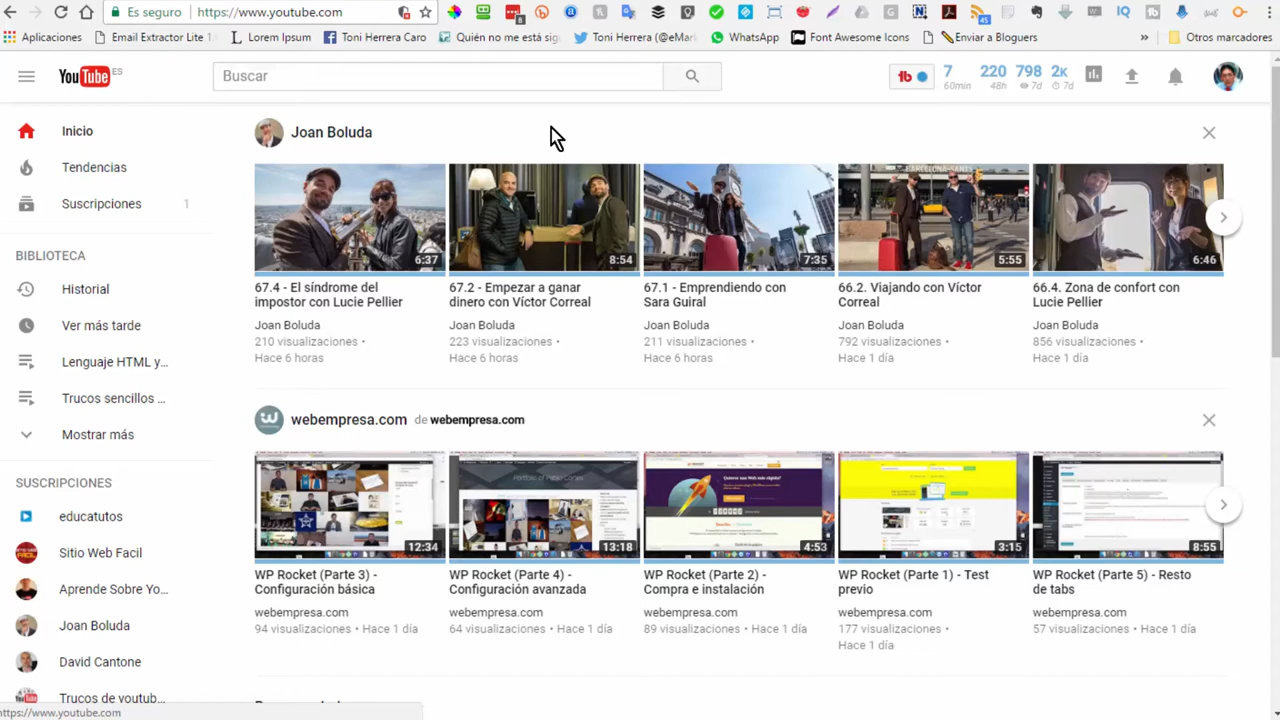 Es seguro https://www.youtube.com
8
45
Aplicaciones Email Extractor Lite 1 Lorem Ipsum Toni Herrera Caro Quién no me está sig Toni Herrera (@eMark WhatsApp Font Awesome Icons Enviar a Bloguers » Otros marcadores
YouTube ES
Buscar
tb
7 220 798 2k
60min 48h 7d 7d
Inicio
Tendencias
Suscripciones 1
BIBLIOTECA
Historial
Ver más tarde
Lenguaje HTML y...
Trucos sencillos ...
Mostrar más
SUSCRIPCIONES
educatutos
Sitio Web Facil
Aprende Sobre Yo...
Joan Boluda
David Cantone
Trucos de youtub...
https://www.youtube.com
Joan Boluda
6:37
67.4 - El síndrome del
impostor con Lucie Pellier
Joan Boluda
210 visualizaciones •
Hace 6 horas
8:54
67.2 - Empezar a ganar
dinero con Víctor Correal
Joan Boluda
223 visualizaciones •
Hace 6 horas
7:35
67.1 - Emprendiendo con
Sara Guiral
Joan Boluda
211 visualizaciones •
Hace 6 horas
BARCELONA-SANTS
5:55
66.2. Viajando con Víctor
Correal
Joan Boluda
792 visualizaciones •
Hace 1 día
6:46
66.4. Zona de confort con
Lucie Pellier
Joan Boluda
856 visualizaciones •
Hace 1 día
webempresa.com de webempresa.com
12:34
WP Rocket (Parte 3) -
Configuración básica
webempresa.com
94 visualizaciones • Hace 1 día
13:18
WP Rocket (Parte 4) -
Configuración avanzada
webempresa.com
64 visualizaciones • Hace 1 día
4:53
WP Rocket (Parte 2) -
Compra e instalación
webempresa.com
89 visualizaciones • Hace 1 día
3:15
WP Rocket (Parte 1) - Test
previo
webempresa.com
177 visualizaciones •
Hace 1 día
8:55
WP Rocket (Parte 5) - Resto
de tabs
webempresa.com
57 visualizaciones • Hace 1 día